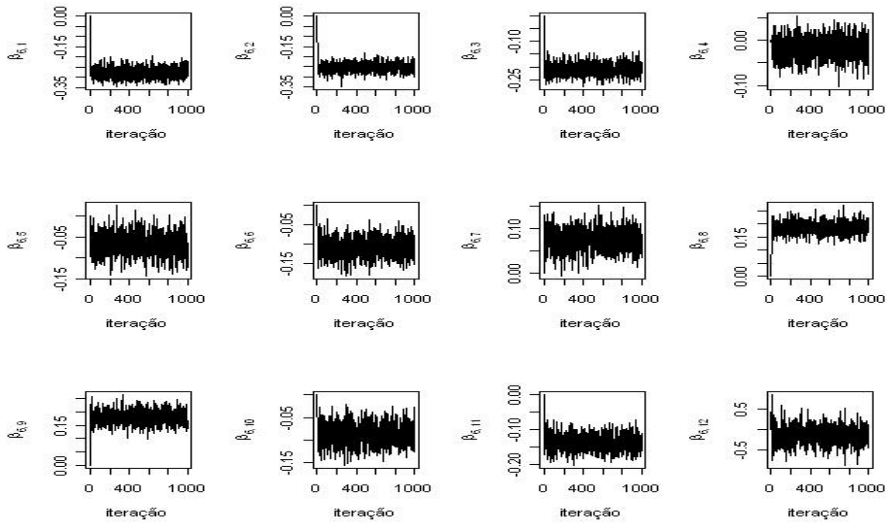 β6,1
0.00
-0.15
-0.35
0 400 1000
iteração
β6,2
0.00
-0.15
-0.35
0 400 1000
iteração
β6,3
-0.10
-0.25
0 400 1000
iteração
β6,4
0.00
-0.10
0 400 1000
iteração
β6,5
-0.05
-0.15
0 400 1000
iteração
β6,6
-0.05
-0.15
0 400 1000
iteração
β6,7
0.10
0.00
0 400 1000
iteração
β6,8
0.15
0.00
0 400 1000
iteração
β6,9
0.15
0.00
0 400 1000
iteração
β6,10
-0.05
-0.15
0 400 1000
iteração
β6,11
0.00
-0.10
-0.20
0 400 1000
iteração
β6,12
0.5
-0.5
0 400 1000
iteração